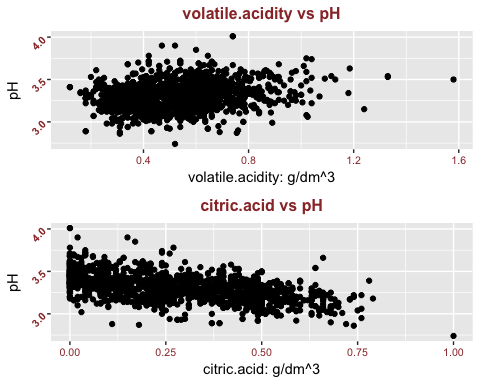 volatile.acidity vs pH
4.0
3.5
3.0
pH
0.4 0.8 1.2 1.6
volatile.acidity: g/dm^3
citric.acid vs pH
4.0
3.5
3.0
pH
0.00 0.25 0.50 0.75 1.00
citric.acid: g/dm^3